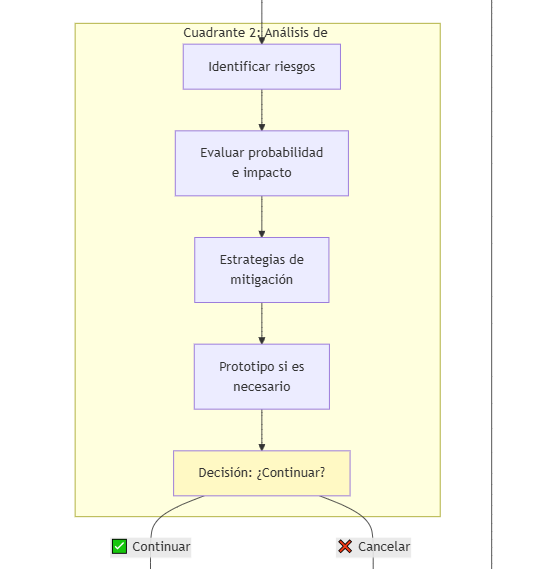 Cuadrante 2: Análisis de
Identificar riesgos
Evaluar probabilidad
e impacto
Estrategias de
mitigación
Prototipo si es
necesario
Decisión: ¿Continuar?
✅ Continuar
❌ Cancelar